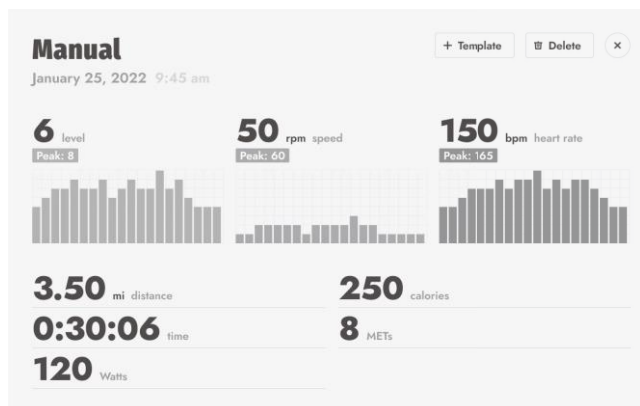 Manual
+ Template
Delete
×
January 25, 2022 9:45 am
6 level
Peak: 8
50 rpm speed
Peak: 60
150 bpm heart rate
Peak: 165
3.50 mi distance
250 calories
0:30:06 time
8 METs
120 Watts